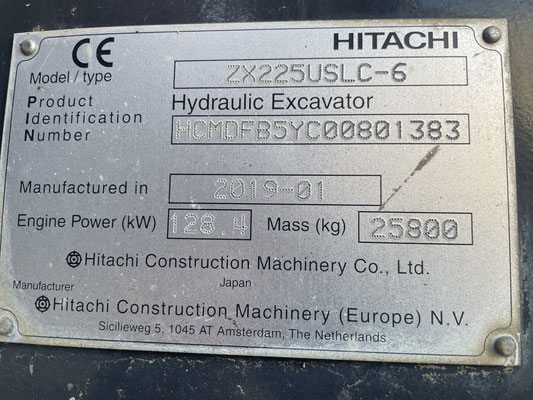 CE HITACHI
Model / type ZX225USLC-6
Product Hydraulic Excavator
Identification
Number HCMDFB5YC00801383
Manufactured in 2019-01
Engine Power (kW) 128.4 Mass (kg) 25800
Hitachi Construction Machinery Co., Ltd.
Japan
Manufacturer
Hitachi Construction Machinery (Europe) N.V.
Sicilieweg 5, 1045 AT Amsterdam, The Netherlands